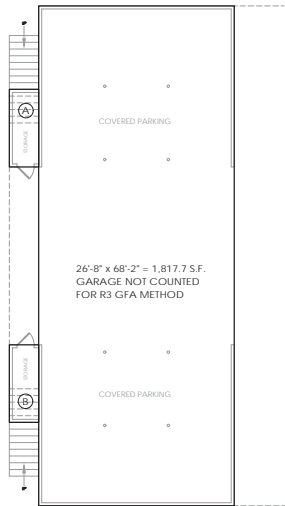 A
STORAGE
COVERED PARKING
26'-8" x 68'-2" = 1,817.7 S.F.
GARAGE NOT COUNTED
FOR R3 GFA METHOD
STORAGE
COVERED PARKING
B